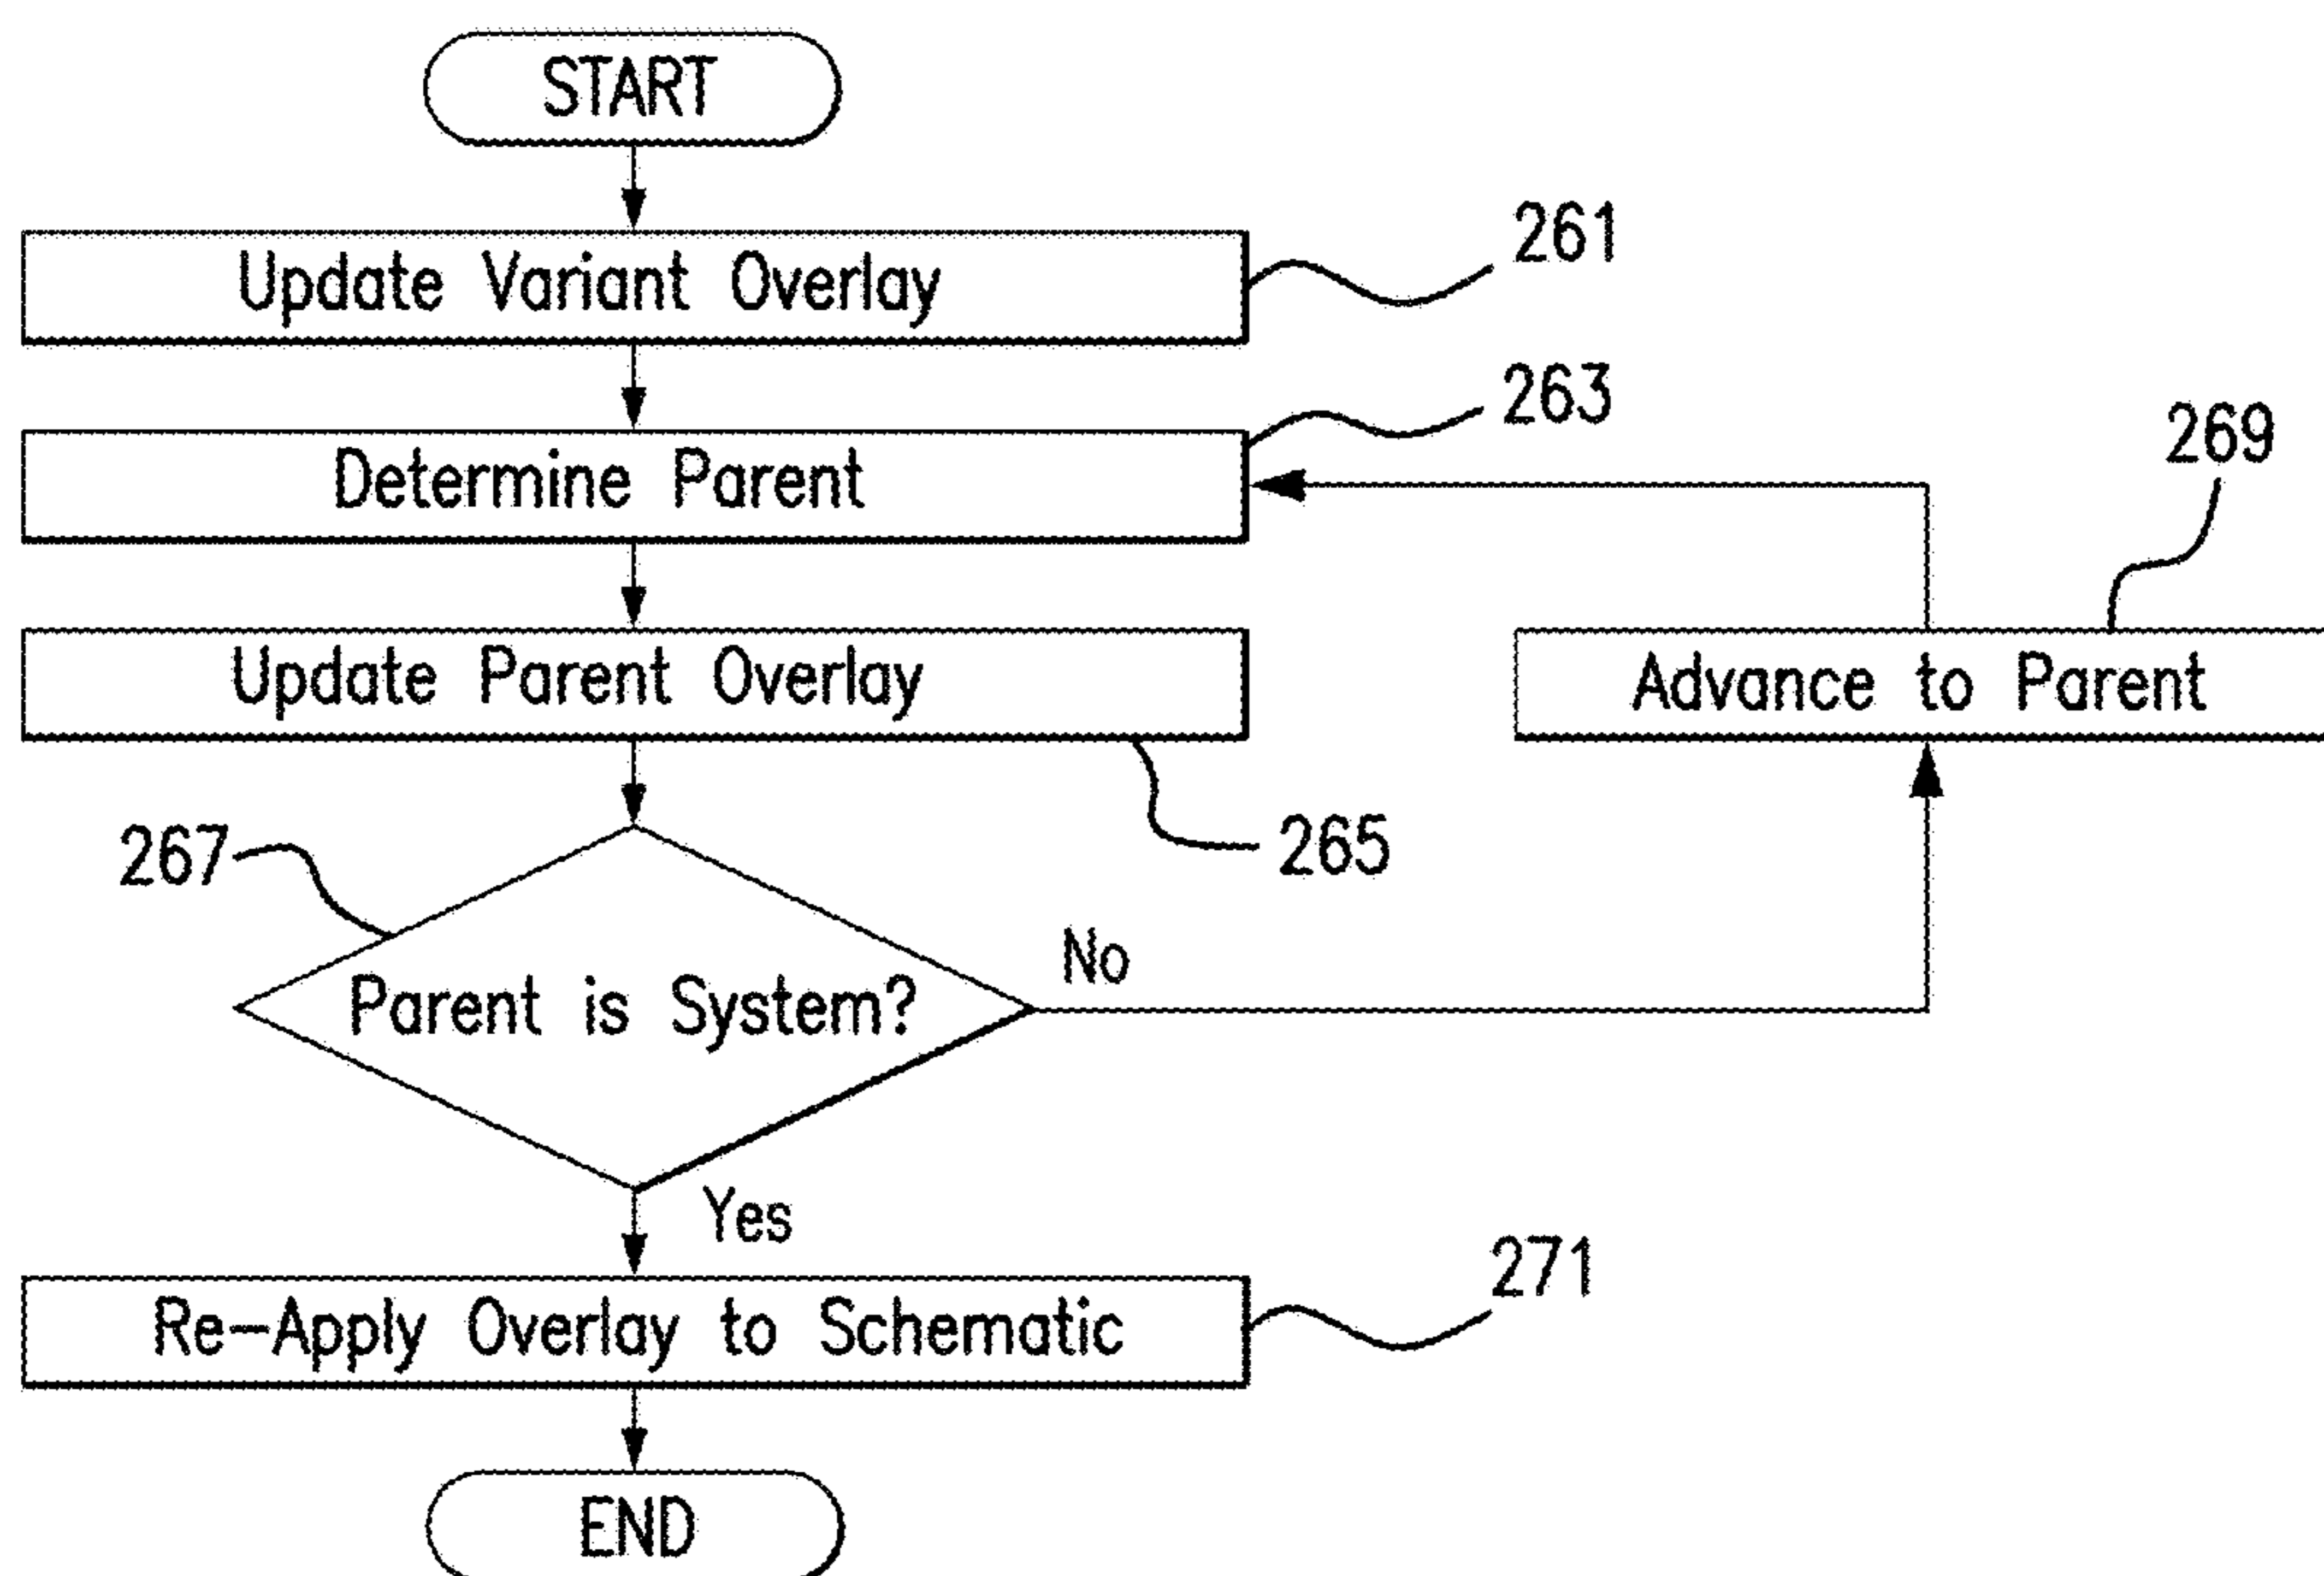 START
Update Variant Overlay
261
Determine Parent
263
269
Update Parent Overlay
Advance to Parent
265
267
No
Parent is System?
Yes
Re-Apply Overlay to Schematic
271
END